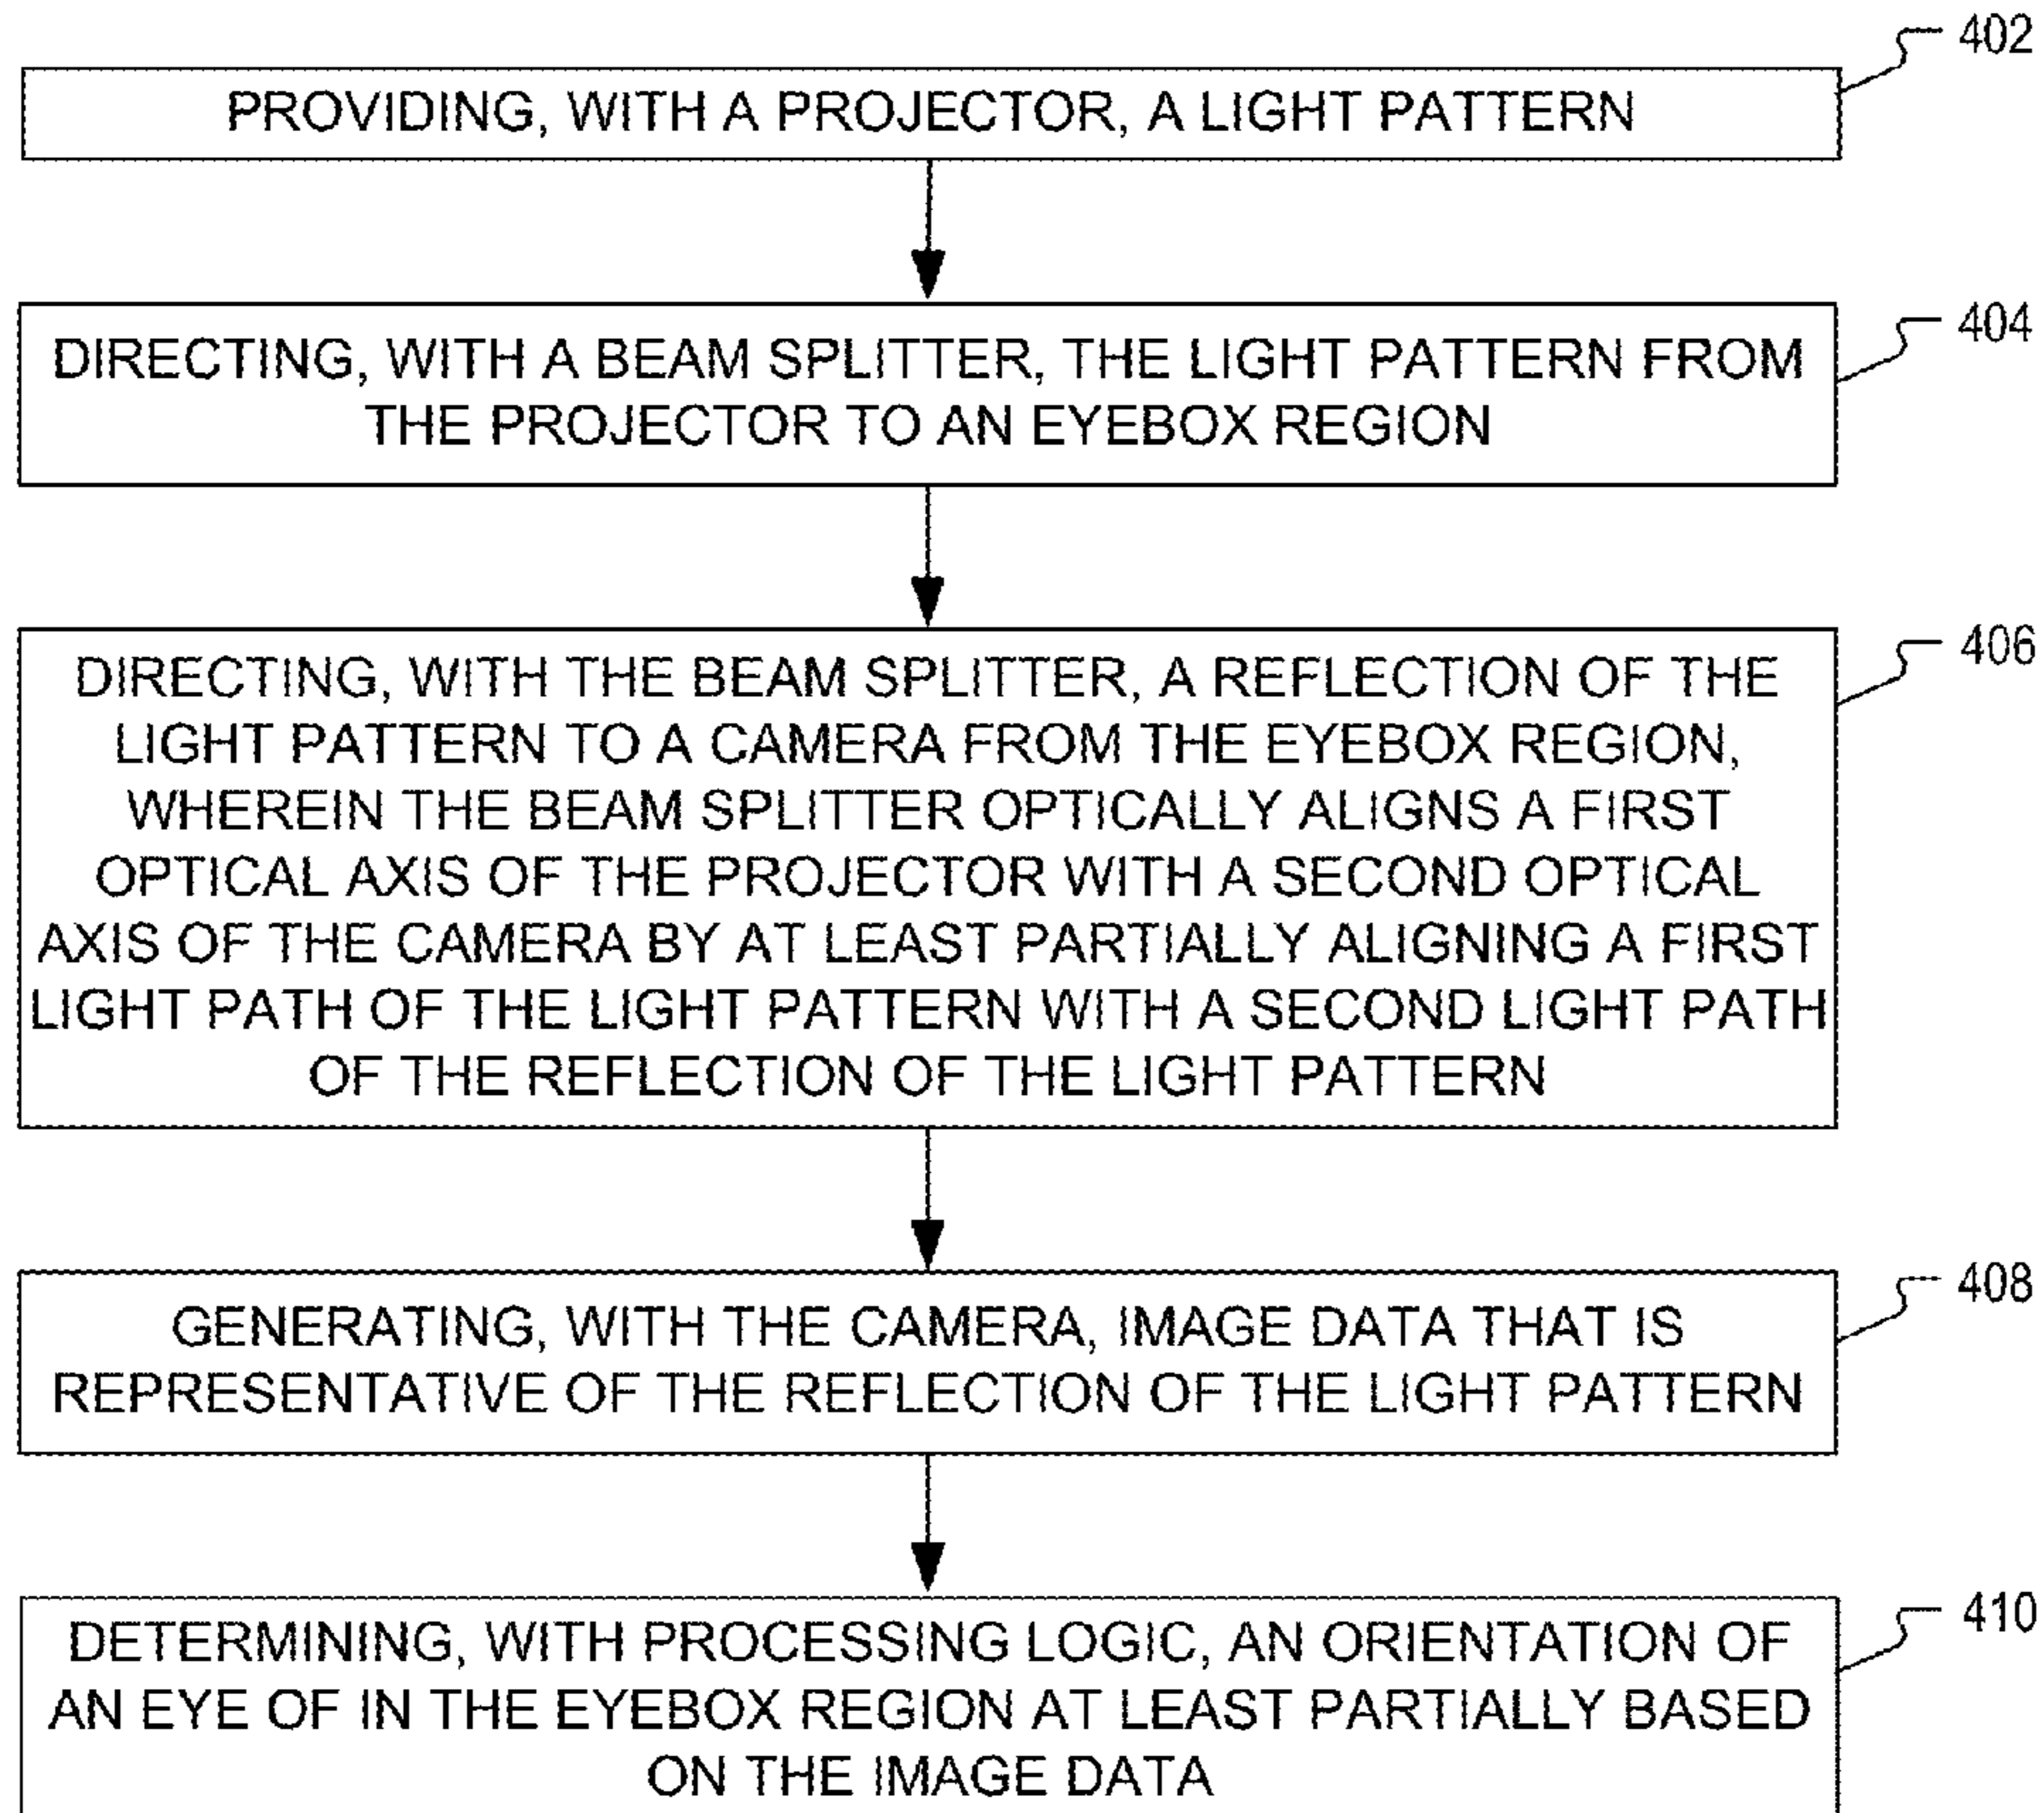 402
PROVIDING, WITH A PROJECTOR, A LIGHT PATTERN
404
DIRECTING, WITH A BEAM SPLITTER, THE LIGHT PATTERN FROM
THE PROJECTOR TO AN EYEBOX REGION
406
DIRECTING, WITH THE BEAM SPLITTER, A REFLECTION OF THE
LIGHT PATTERN TO A CAMERA FROM THE EYEBOX REGION,
WHEREIN THE BEAM SPLITTER OPTICALLY ALIGNS A FIRST
OPTICAL AXIS OF THE PROJECTOR WITH A SECOND OPTICAL
AXIS OF THE CAMERA BY AT LEAST PARTIALLY ALIGNING A FIRST
LIGHT PATH OF THE LIGHT PATTERN WITH A SECOND LIGHT PATH
OF THE REFLECTION OF THE LIGHT PATTERN
408
GENERATING, WITH THE CAMERA, IMAGE DATA THAT IS
REPRESENTATIVE OF THE REFLECTION OF THE LIGHT PATTERN
410
DETERMINING, WITH PROCESSING LOGIC, AN ORIENTATION OF
AN EYE OF IN THE EYEBOX REGION AT LEAST PARTIALLY BASED
ON THE IMAGE DATA